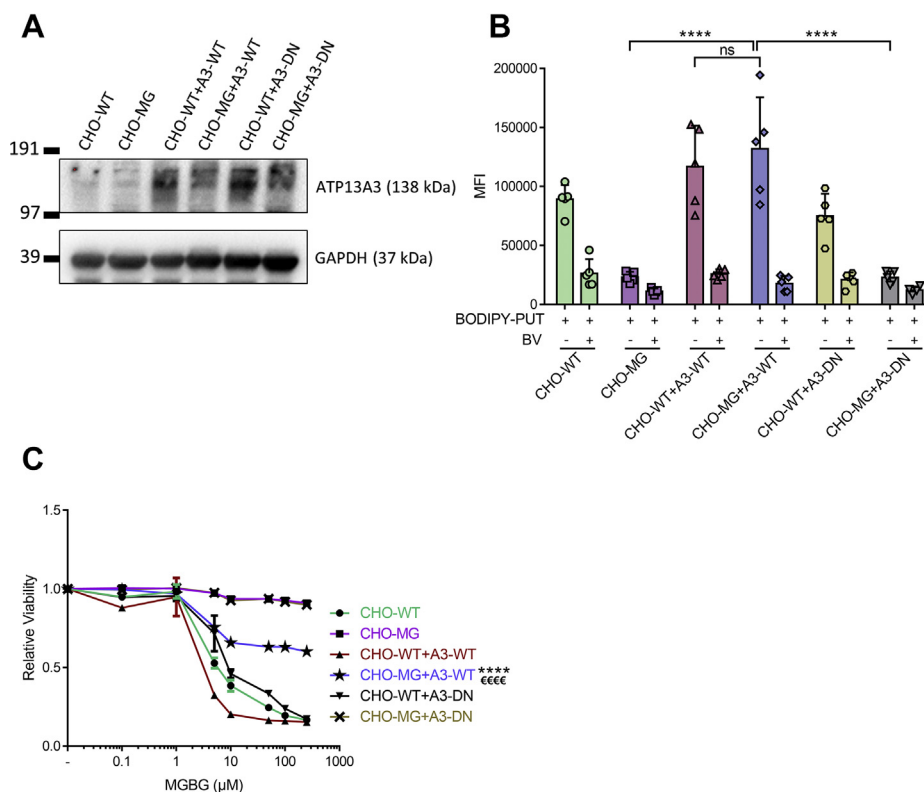 A
CHO-WT
CHO-MG
CHO-WT+A3-WT
CHO-MG+A3-WT
CHO-WT+A3-DN
CHO-MG+A3-DN
191
97
39
ATP13A3 (138 kDa)
GAPDH (37 kDa)
B
****
****
ns
200000
150000
100000
50000
0
MFI
BODIPY-PUT + + + + + + + + + + + +
BV - + - + - + - + - + - +
CHO-WT
CHO-MG
CHO-WT+A3-WT
CHO-MG+A3-WT
CHO-WT+A3-DN
CHO-MG+A3-DN
C
1.5
1.0
0.5
0.0
Relative Viability
- 0.1 1 10 100 1000
MGBG (µM)
CHO-WT
CHO-MG
CHO-WT+A3-WT
CHO-MG+A3-WT ****
€€€€
CHO-WT+A3-DN
CHO-MG+A3-DN